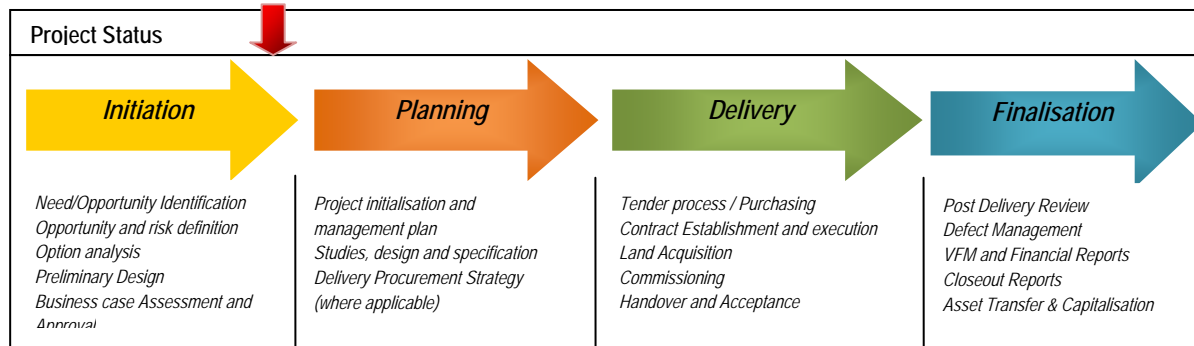 Project Status
Initiation
Planning
Delivery
Finalisation
Need/Opportunity Identification
Opportunity and risk definition
Option analysis
Preliminary Design
Business case Assessment and
Approval
Project initialisation and
management plan
Studies, design and specification
Delivery Procurement Strategy
(where applicable)
Tender process / Purchasing
Contract Establishment and execution
Land Acquisition
Commissioning
Handover and Acceptance
Post Delivery Review
Defect Management
VFM and Financial Reports
Closeout Reports
Asset Transfer & Capitalisation